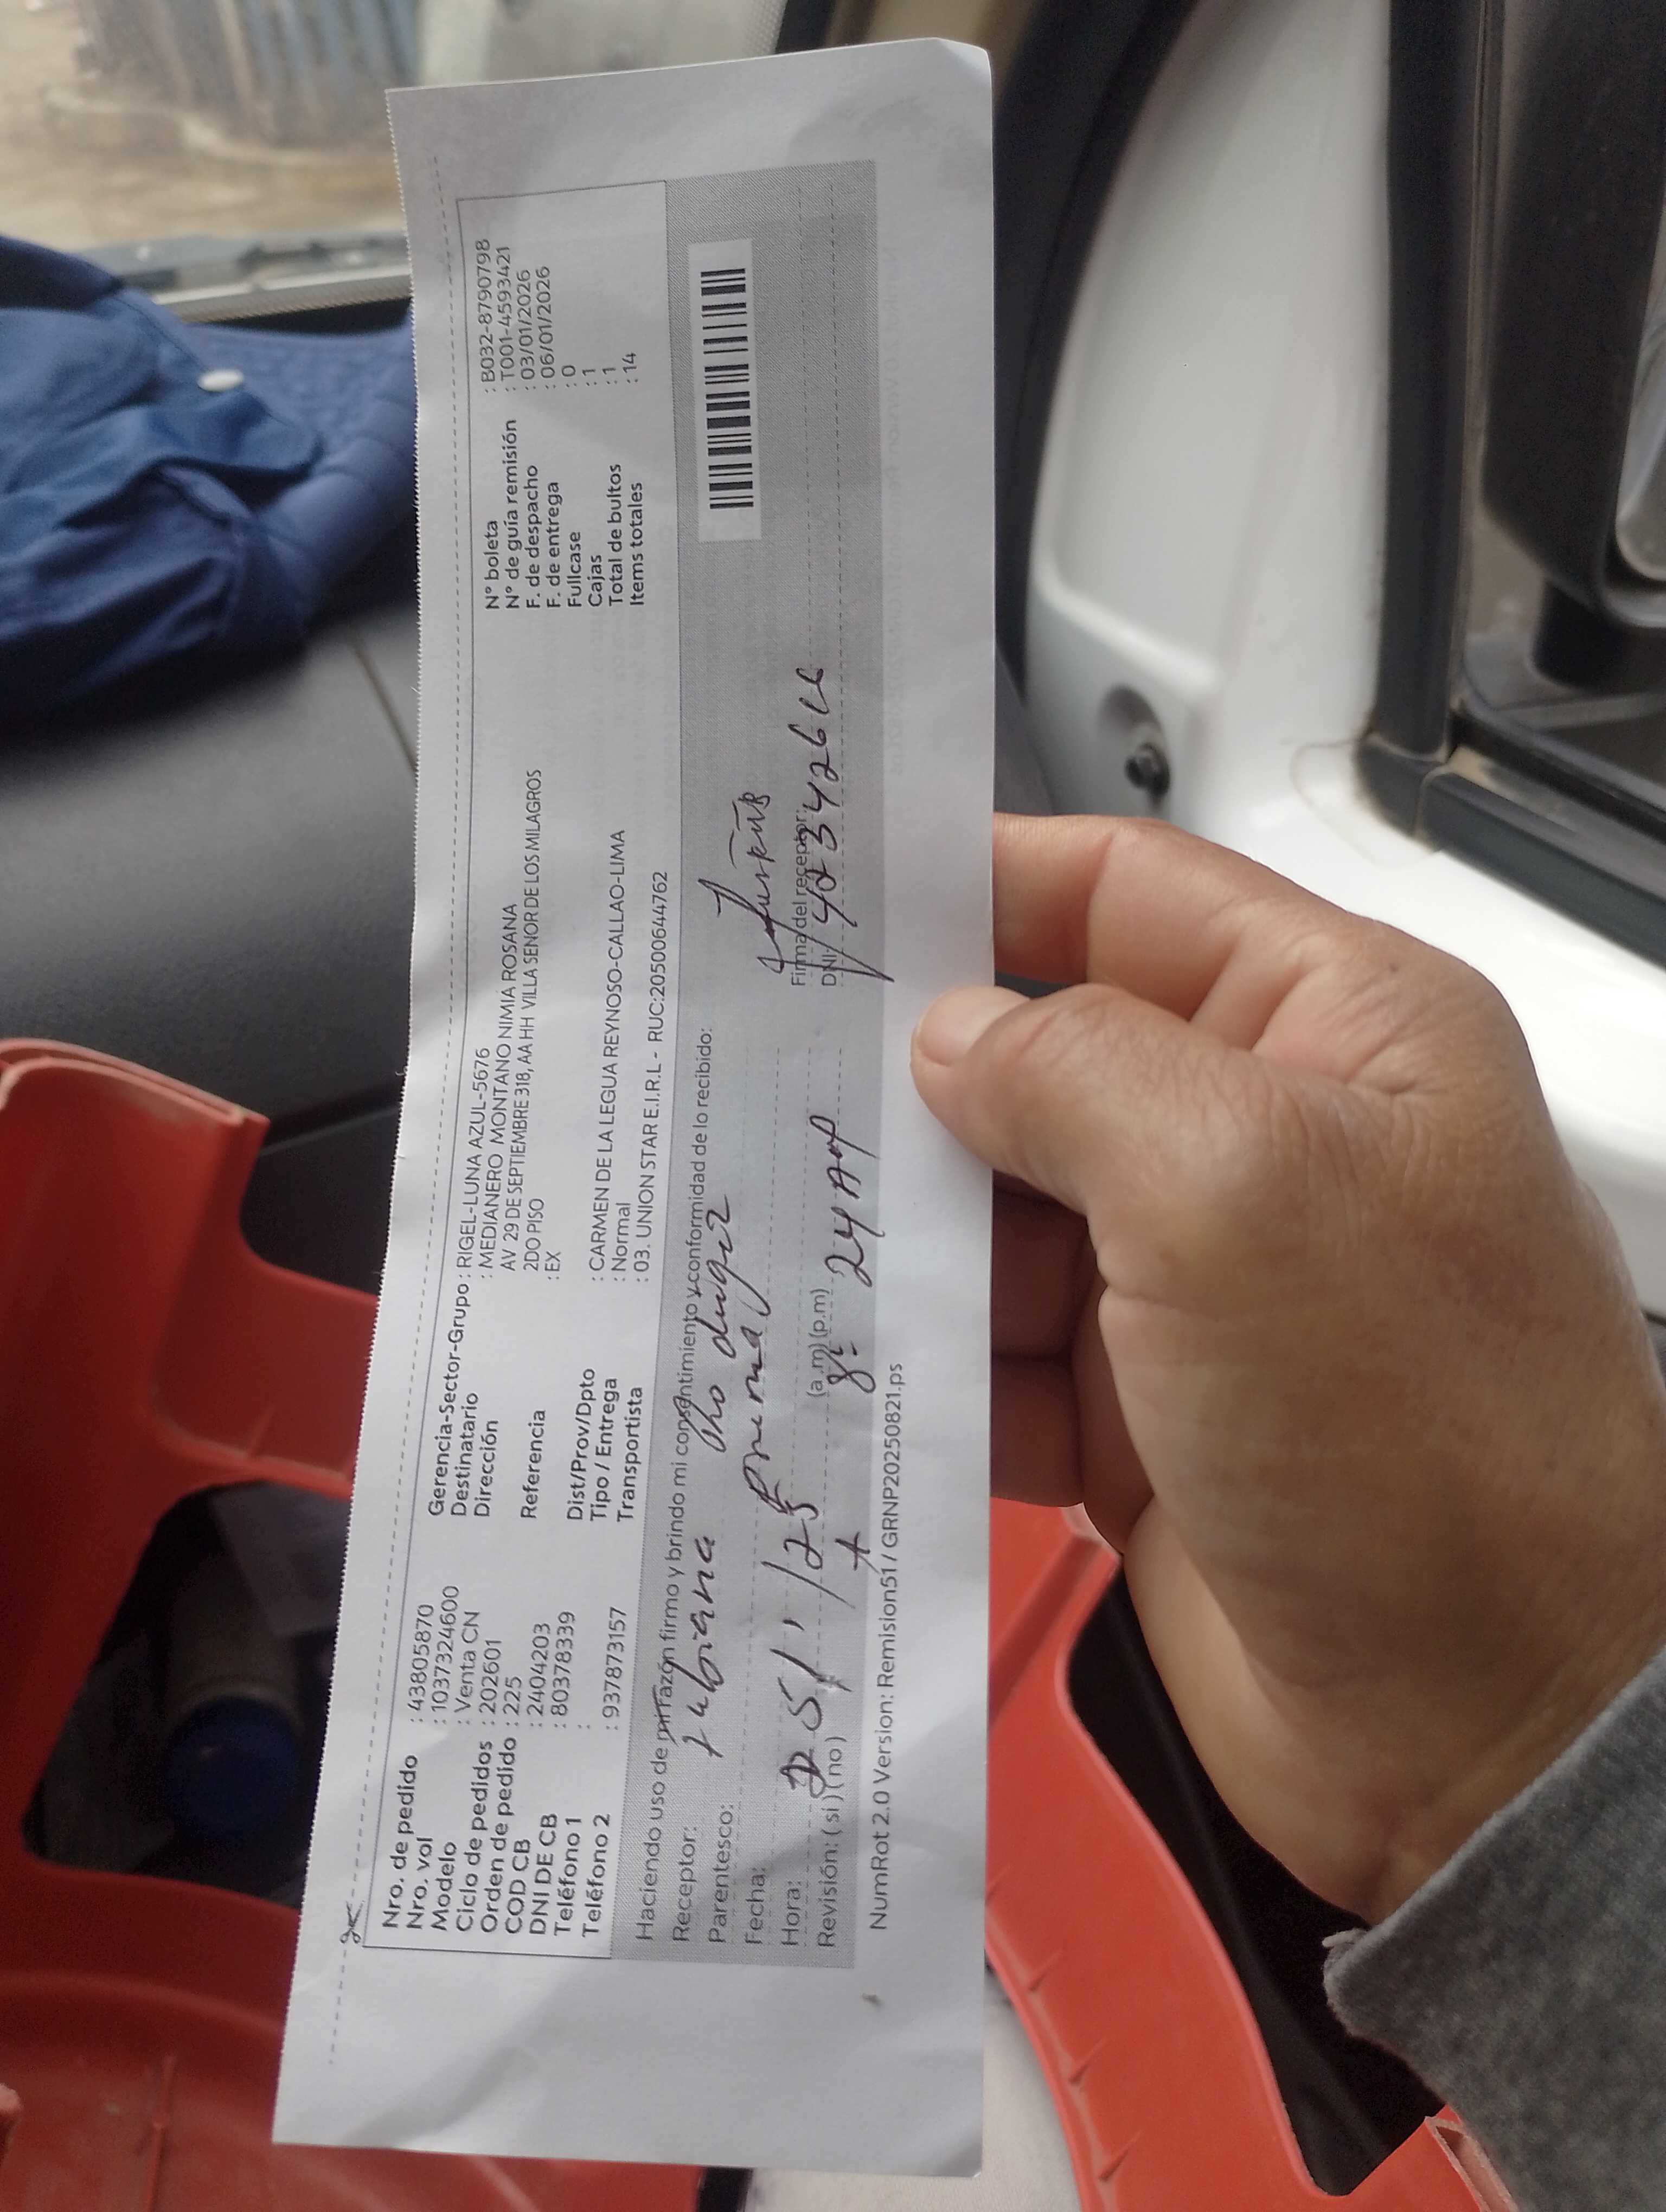 Nro. de pedido : 43805870
Nro. vol : 10373246​00
Modelo : Venta CN
Ciclo de pedidos : 202601
Orden de pedido : 225
COD CB : 2404203
DNI DE CB : 80378339
Teléfono 1 :
Teléfono 2 : 937873157
Gerencia-Sector-Grupo : RIGEL-LUNA AZUL-5676
Destinatario : MEDIANERO MONTANO NIMIA ROSANA
Dirección AV 29 DE SEPTIEMBRE 318, AA HH VILLA SENOR DE LOS MILAGROS
2DO PISO
Referencia : EX
Dist/Prov/Dpto : CARMEN DE LA LEGUA REYNOSO-CALLAO-LIMA
Tipo / Entrega : Normal
Transportista : 03. UNION STAR E.I.R.L - RUC:20500644762
N° boleta : B032-8790798
N° de guía remisión : T001-4593421
F. de despacho : 03/01/2026
F. de entrega : 06/01/2026
Fullcase : 0
Cajas : 1
Total de bultos : 1
Items totales : 14
Haciendo uso de mi razón firmo y brindo mi consentimiento y conformidad de lo recibido:
Receptor:
Parentesco:
Fecha:
Hora: (a.m) (p.m)
Revisión: ( si ) ( no )
8:24 Am
Firma del receptor:
DNI:
NumRot 2.0 Version: Remision51 / GRNP20250821.ps